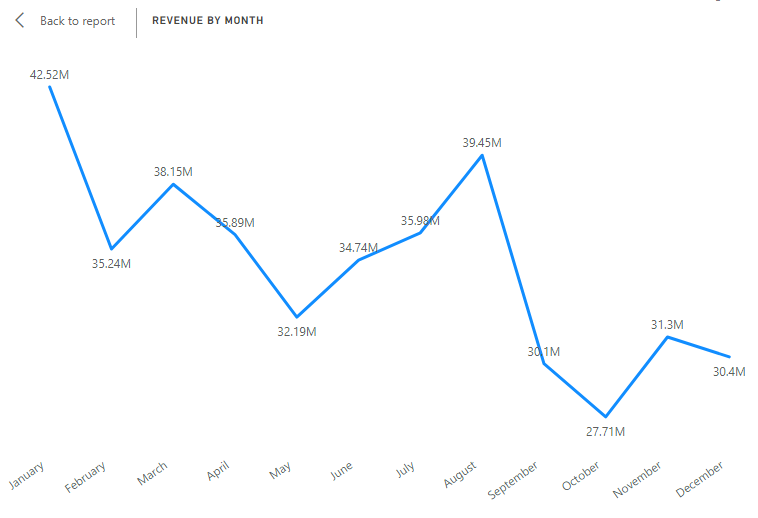 Back to report
REVENUE BY MONTH
42.52M
35.24M
38.15M
35.89M
32.19M
34.74M
35.98M
39.45M
30.1M
27.71M
31.3M
30.4M
January
February
March
April
May
June
July
August
September
October
November
December